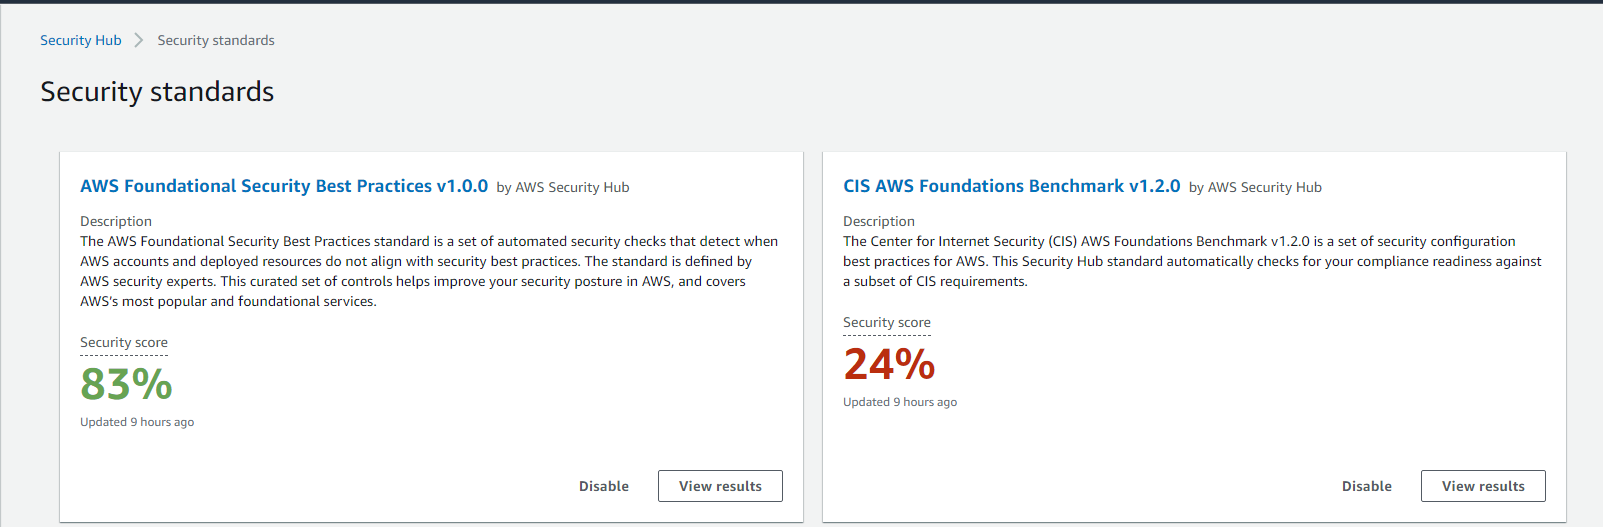 Security Hub > Security standards
Security standards
AWS Foundational Security Best Practices v1.0.0 by AWS Security Hub
Description
The AWS Foundational Security Best Practices standard is a set of automated security checks that detect when
AWS accounts and deployed resources do not align with security best practices. The standard is defined by
AWS security experts. This curated set of controls helps improve your security posture in AWS, and covers
AWS's most popular and foundational services.
Security score
83%
Updated 9 hours ago
Disable View results
CIS AWS Foundations Benchmark v1.2.0 by AWS Security Hub
Description
The Center for Internet Security (CIS) AWS Foundations Benchmark v1.2.0 is a set of security configuration
best practices for AWS. This Security Hub standard automatically checks for your compliance readiness against
a subset of CIS requirements.
Security score
24%
Updated 9 hours ago
Disable View results